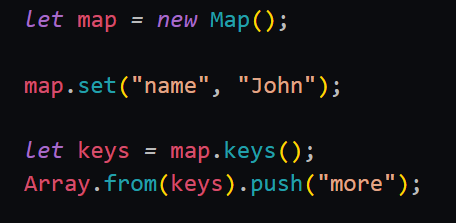 let map = new Map();
map.set("name", "John");
let keys = map.keys();
Array.from(keys).push("more");